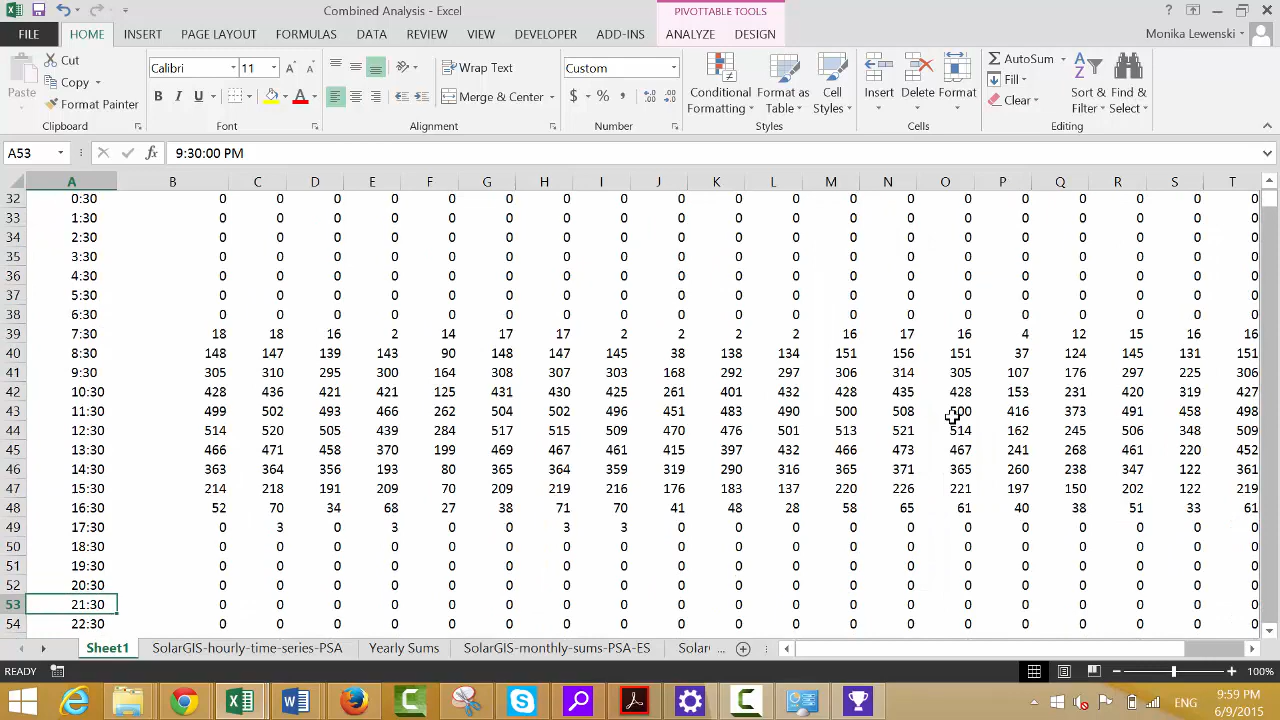 Combined Analysis - Excel
PIVOTTABLE TOOLS
FILE HOME INSERT PAGE LAYOUT FORMULAS DATA REVIEW VIEW DEVELOPER ADD-INS ANALYZE DESIGN Monika Lewenski
Paste Cut Copy Format Painter
Calibri 11
Wrap Text
Merge & Center
Custom
Conditional Formatting Format as Table Cell Styles
Insert Delete Format
AutoSum Fill Clear Sort & Filter Find & Select
Clipboard Font Alignment Number Styles Cells Editing
A53 9:30:00 PM
A B C D E F G H I J K L M N O P Q R S T
32 0:30 0 0 0 0 0 0 0 0 0 0 0 0 0 0 0 0 0 0 0
33 1:30 0 0 0 0 0 0 0 0 0 0 0 0 0 0 0 0 0 0 0
34 2:30 0 0 0 0 0 0 0 0 0 0 0 0 0 0 0 0 0 0 0
35 3:30 0 0 0 0 0 0 0 0 0 0 0 0 0 0 0 0 0 0 0
36 4:30 0 0 0 0 0 0 0 0 0 0 0 0 0 0 0 0 0 0 0
37 5:30 0 0 0 0 0 0 0 0 0 0 0 0 0 0 0 0 0 0 0
38 6:30 0 0 0 0 0 0 0 0 0 0 0 0 0 0 0 0 0 0 0
39 7:30 18 18 16 2 14 17 17 2 2 2 2 16 17 16 4 12 15 16 16
40 8:30 148 147 139 143 90 148 147 145 38 138 134 151 156 151 37 124 145 131 151
41 9:30 305 310 295 300 164 308 307 303 168 292 297 306 314 305 107 176 297 225 306
42 10:30 428 436 421 421 125 431 430 425 261 401 432 428 435 428 153 231 420 319 427
43 11:30 499 502 493 466 262 504 502 496 451 483 490 500 508 500 416 373 491 458 498
44 12:30 514 520 505 439 284 517 515 509 470 476 501 513 521 514 162 245 506 348 509
45 13:30 466 471 458 370 199 469 467 461 415 397 432 466 473 467 241 268 461 220 452
46 14:30 363 364 356 193 80 365 364 359 319 290 316 365 371 365 260 238 347 122 361
47 15:30 214 218 191 209 70 209 219 216 176 183 137 220 226 221 197 150 202 122 219
48 16:30 52 70 34 68 27 38 71 70 41 48 28 58 65 61 40 38 51 33 61
49 17:30 0 3 0 3 0 0 3 3 0 0 0 0 0 0 0 0 0 0 0
50 18:30 0 0 0 0 0 0 0 0 0 0 0 0 0 0 0 0 0 0 0
51 19:30 0 0 0 0 0 0 0 0 0 0 0 0 0 0 0 0 0 0 0
52 20:30 0 0 0 0 0 0 0 0 0 0 0 0 0 0 0 0 0 0 0
53 21:30 0 0 0 0 0 0 0 0 0 0 0 0 0 0 0 0 0 0 0
54 22:30 0 0 0 0 0 0 0 0 0 0 0 0 0 0 0 0 0 0 0
Sheet1 SolarGIS-hourly-time-series-PSA Yearly Sums SolarGIS-monthly-sums-PSA-ES Solar ...
READY 100%
ENG 9:59 PM
6/9/2015